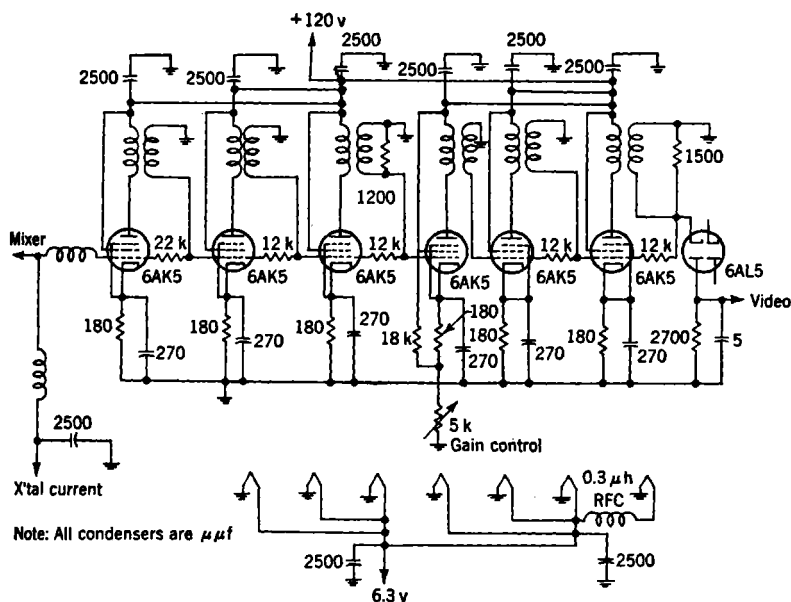 +120 v
2500
2500
2500
2500
2500
2500
1200
1500
Mixer
22 k
12 k
12 k
12 k
12 k
6AK5
6AK5
6AK5
6AK5
6AK5
6AK5
6AL5
Video
180
270
180
270
180
270
18 k
180
270
180
270
180
270
2700
5
5 k
Gain control
2500
X'tal current
0.3 μh
RFC
Note: All condensers are μμf
2500
2500
6.3 v